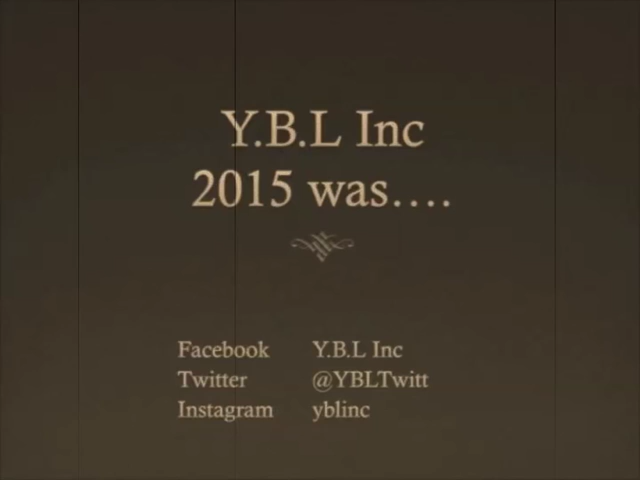 Y.B.L Inc
2015 was....
Facebook Y.B.L Inc
Twitter @YBLTwitt
Instagram yblinc